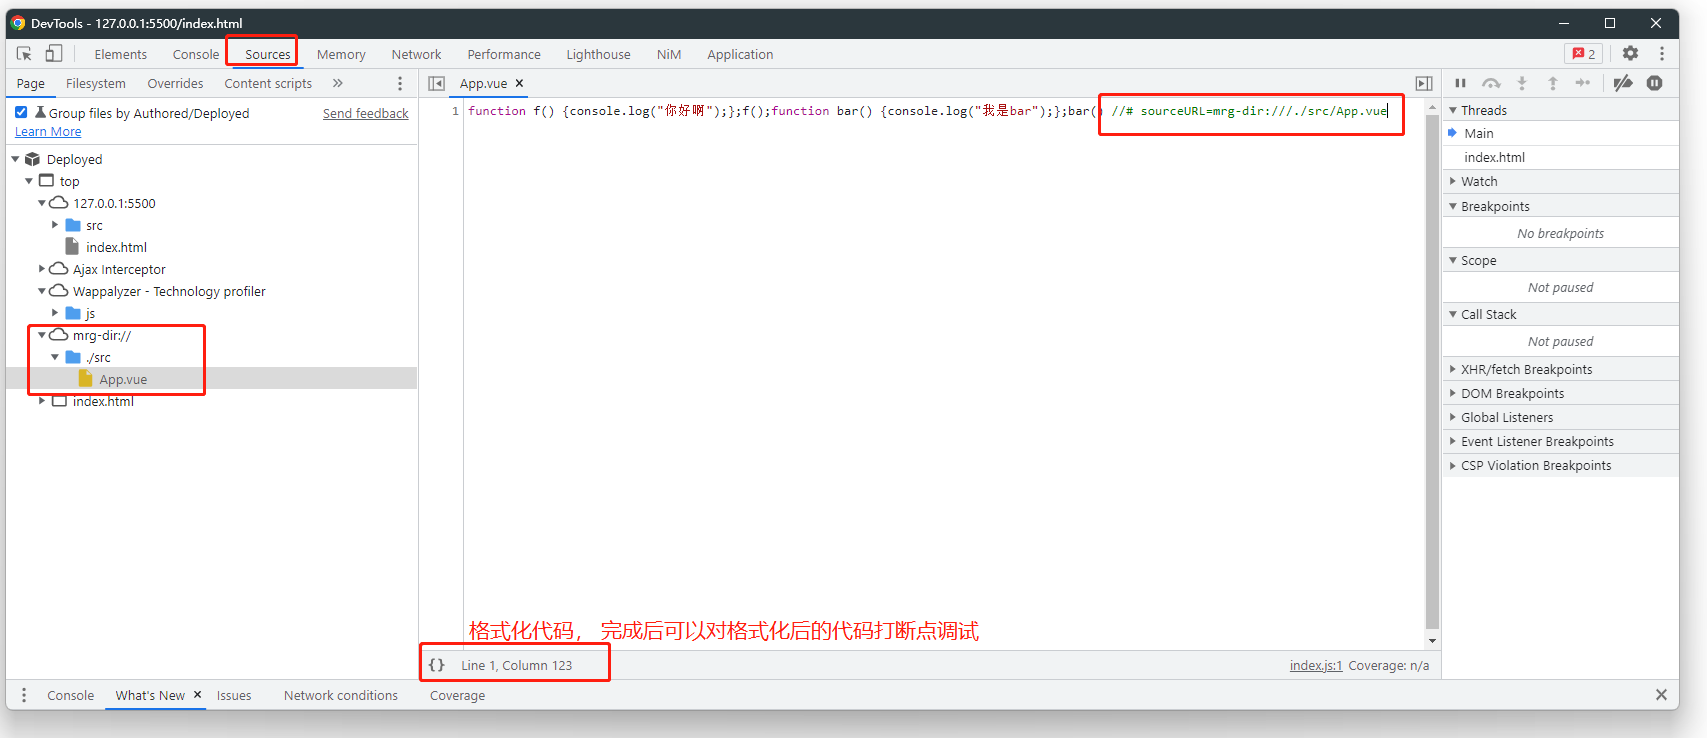 DevTools - 127.0.0.1:5500/index.html
Elements Console Sources Memory Network Performance Lighthouse NiM Application 2
Page Filesystem Overrides Content scripts
App.vue
Group files by Authored/Deployed Send feedback
Learn More
Deployed
top
127.0.0.1:5500
src
index.html
Ajax Interceptor
Wappalyzer - Technology profiler
js
mrg-dir://
./src
App.vue
index.html
1 function f() {console.log("你好啊");};f();function bar() {console.log("我是bar");};bar( //# sourceURL=mrg-dir:///./src/App.vue
格式化代码， 完成后可以对格式化后的代码打断点调试
{} Line 1, Column 123 index.js:1 Coverage: n/a
Threads
Main
index.html
Watch
Breakpoints
No breakpoints
Scope
Not paused
Call Stack
Not paused
XHR/fetch Breakpoints
DOM Breakpoints
Global Listeners
Event Listener Breakpoints
CSP Violation Breakpoints
Console What's New Issues Network conditions Coverage